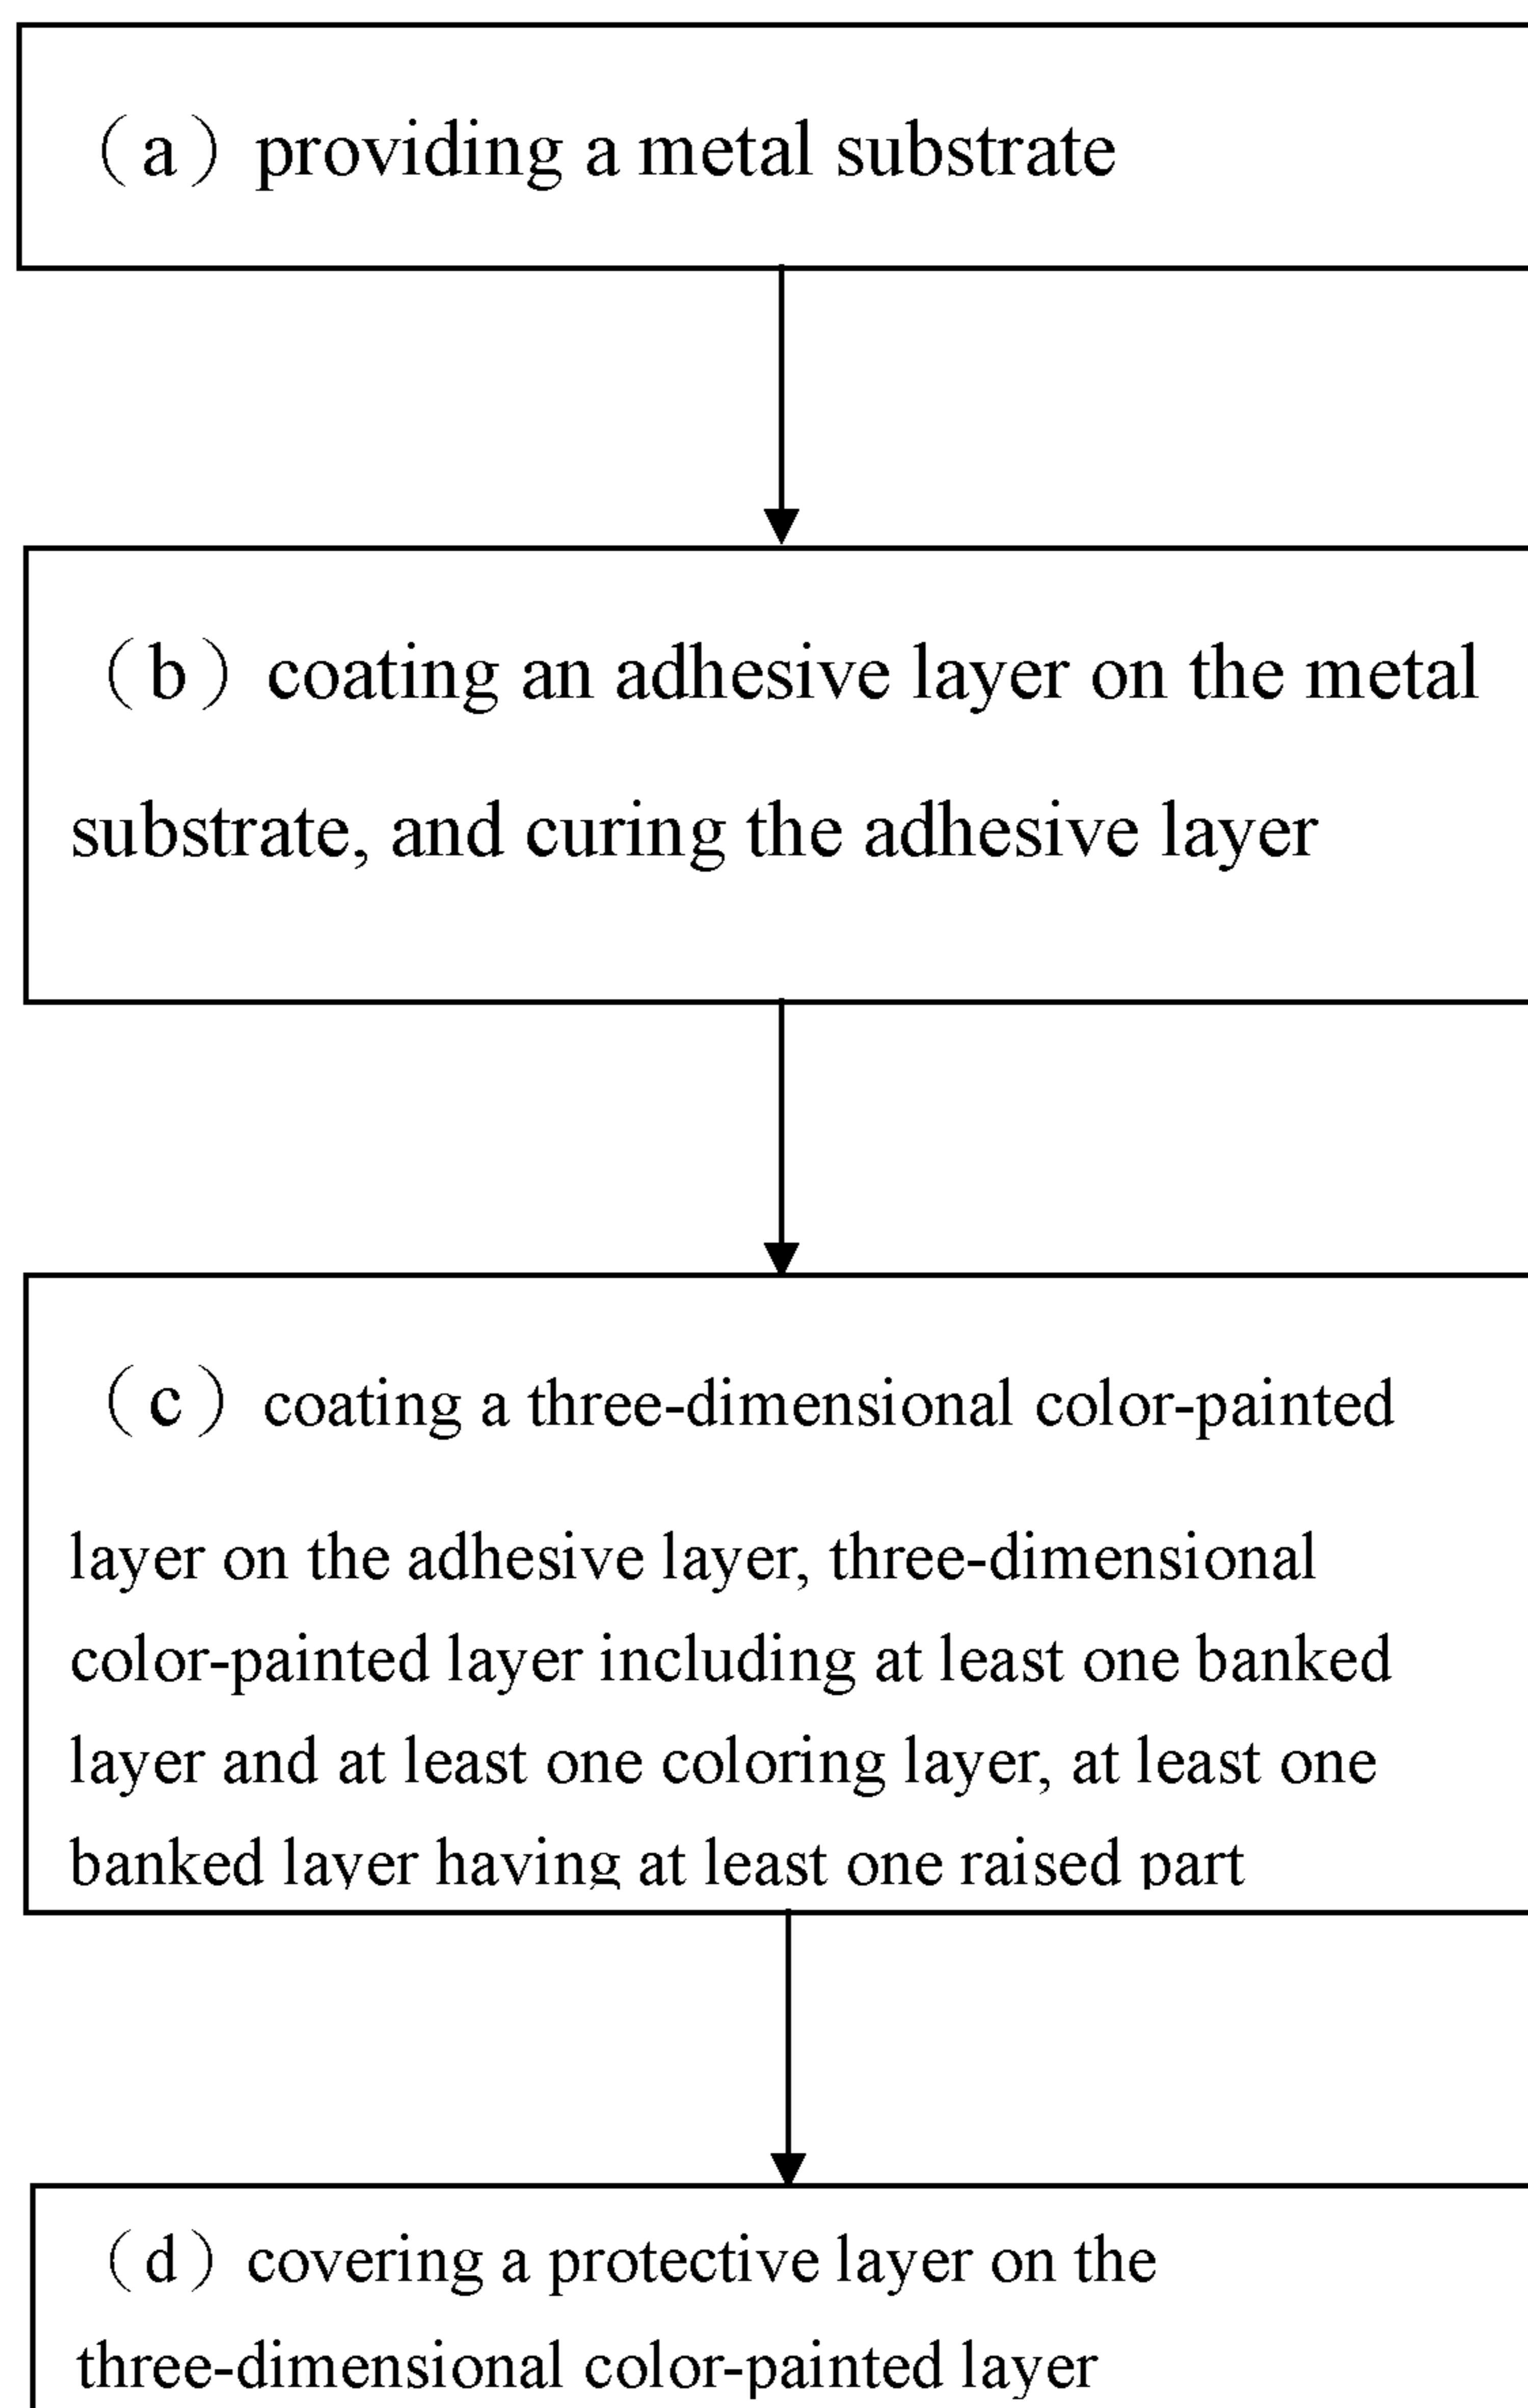 （a）providing a metal substrate
（b）coating an adhesive layer on the metal
substrate, and curing the adhesive layer
（c）coating a three-dimensional color-painted
layer on the adhesive layer, three-dimensional
color-painted layer including at least one banked
layer and at least one coloring layer, at least one
banked layer having at least one raised part
（d）covering a protective layer on the
three-dimensional color-painted layer